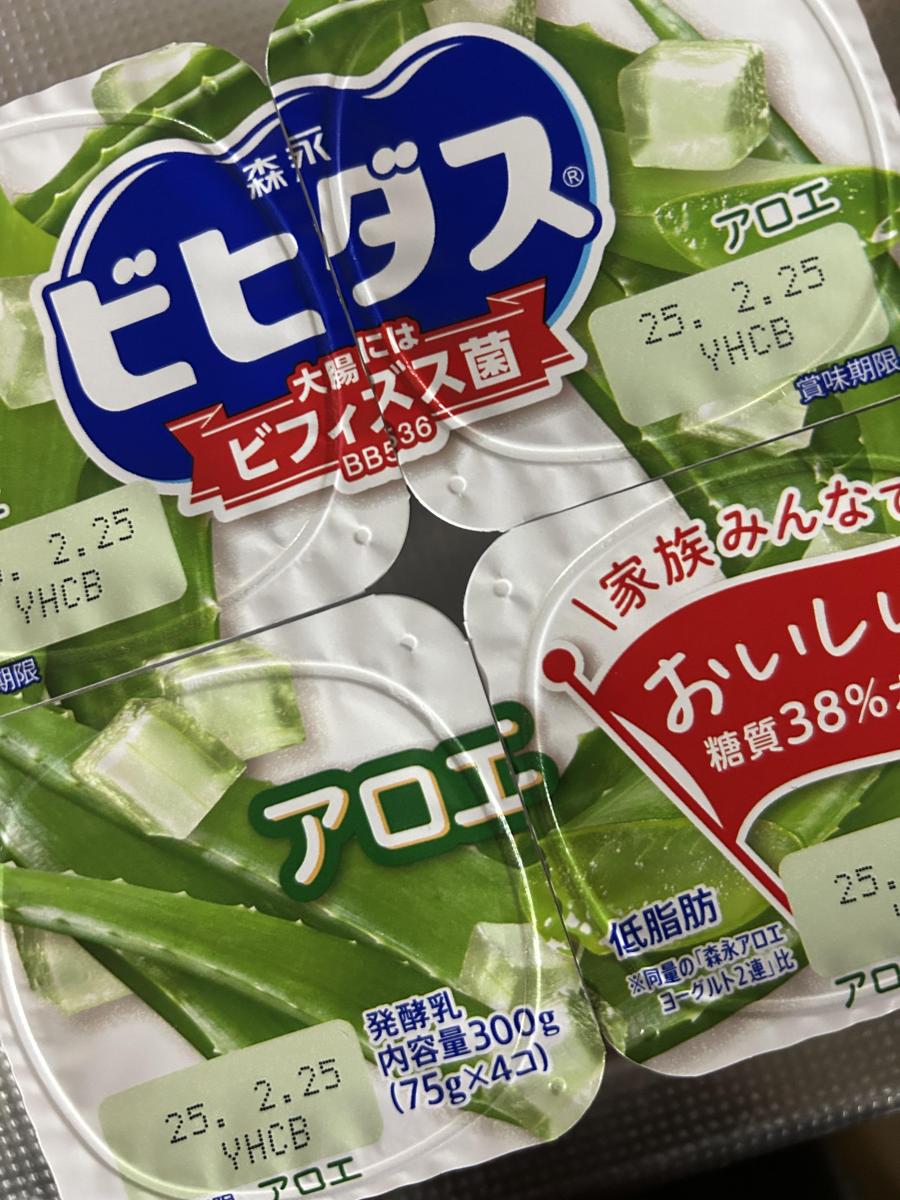 森永
ビヒダス®
大腸には
ビフィズス菌
BB536
アロエ
25. 2.25
YHCB
賞味期限
. 2.25
YHCB
期限
家族みんなで
おいしい
糖質38%
アロエ
低脂肪
※同量の「森永アロエ
ヨーグルト2連」比
25.
アロ
発酵乳
内容量300g
(75g×4コ)
25. 2.25
YHCB
アロエ